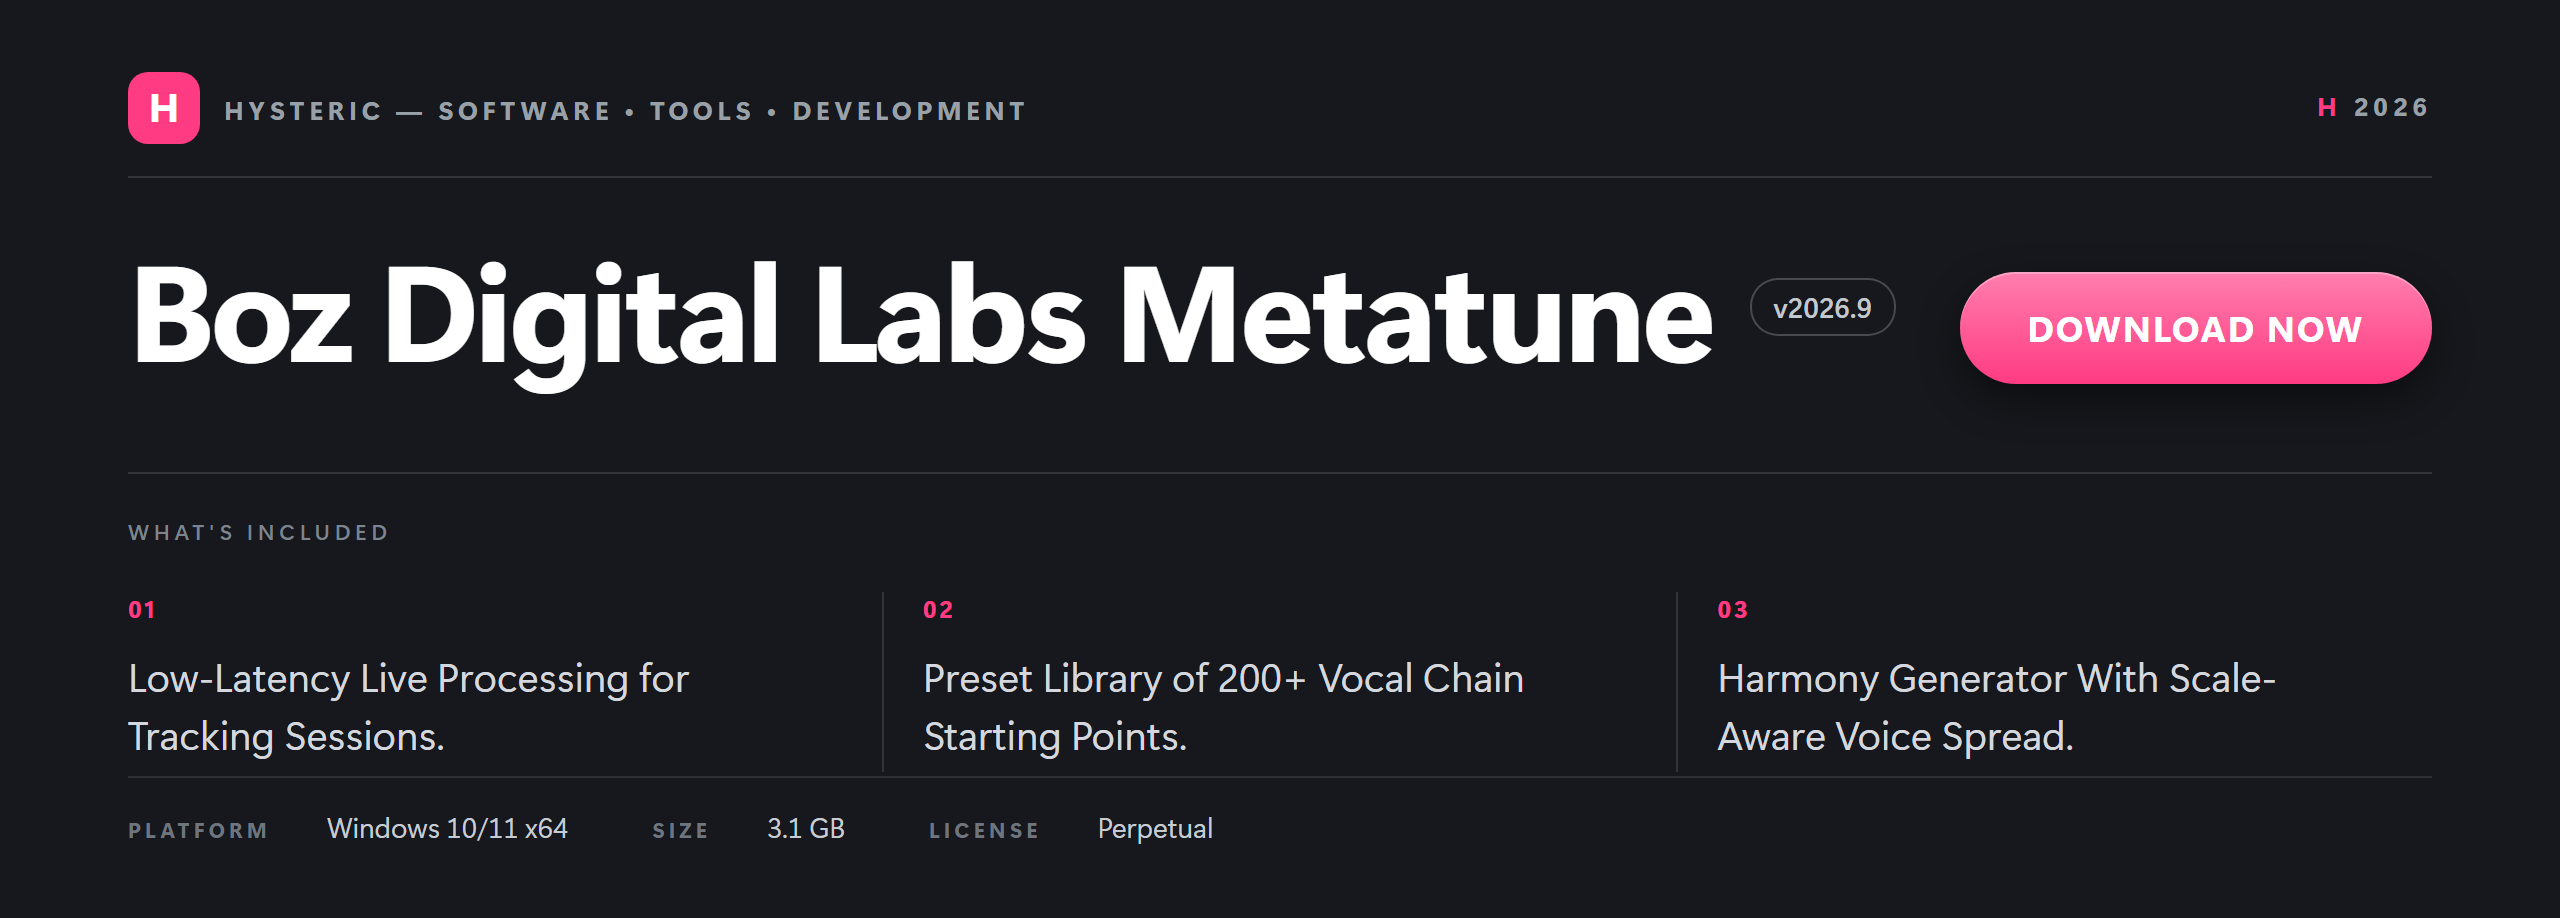 H HYSTERIC — SOFTWARE • TOOLS • DEVELOPMENT
H 2026
Boz Digital Labs Metatune v2026.9
DOWNLOAD NOW
WHAT'S INCLUDED
01
Low-Latency Live Processing for
Tracking Sessions.
02
Preset Library of 200+ Vocal Chain
Starting Points.
03
Harmony Generator With Scale-
Aware Voice Spread.
PLATFORM Windows 10/11 x64 SIZE 3.1 GB LICENSE Perpetual